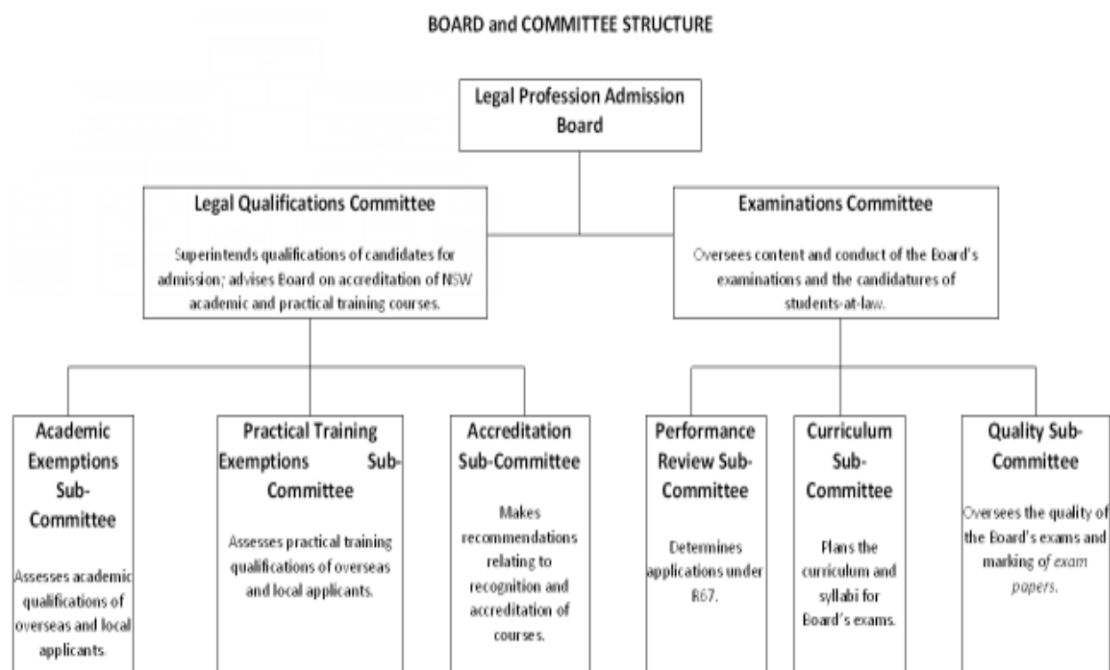 BOARD and COMMITTEE STRUCTURE
Legal Profession Admission
Board
Legal Qualifications Committee
Superintends qualifications of candidates for
admission; advises Board on accreditation of NSW
academic and practical training courses.
Examinations Committee
Oversees content and conduct of the Board's
examinations and the candidatures of
students-at-law.
Academic
Exemptions
Sub-
Committee
Assesses academic
qualifications of
overseas and local
applicants.
Practical Training
Exemptions Sub-
Committee
Assesses practical training
qualifications of overseas
and local applicants.
Accreditation
Sub-Committee
Makes
recommendations
relating to
recognition and
accreditation of
courses.
Performance
Review Sub-
Committee
Determines
applications under
R67.
Curriculum
Sub-
Committee
Plans the
curriculum and
syllabi for
Board's exams.
Quality Sub-
Committee
Oversees the quality of
the Board's exams and
marking of exam
papers.